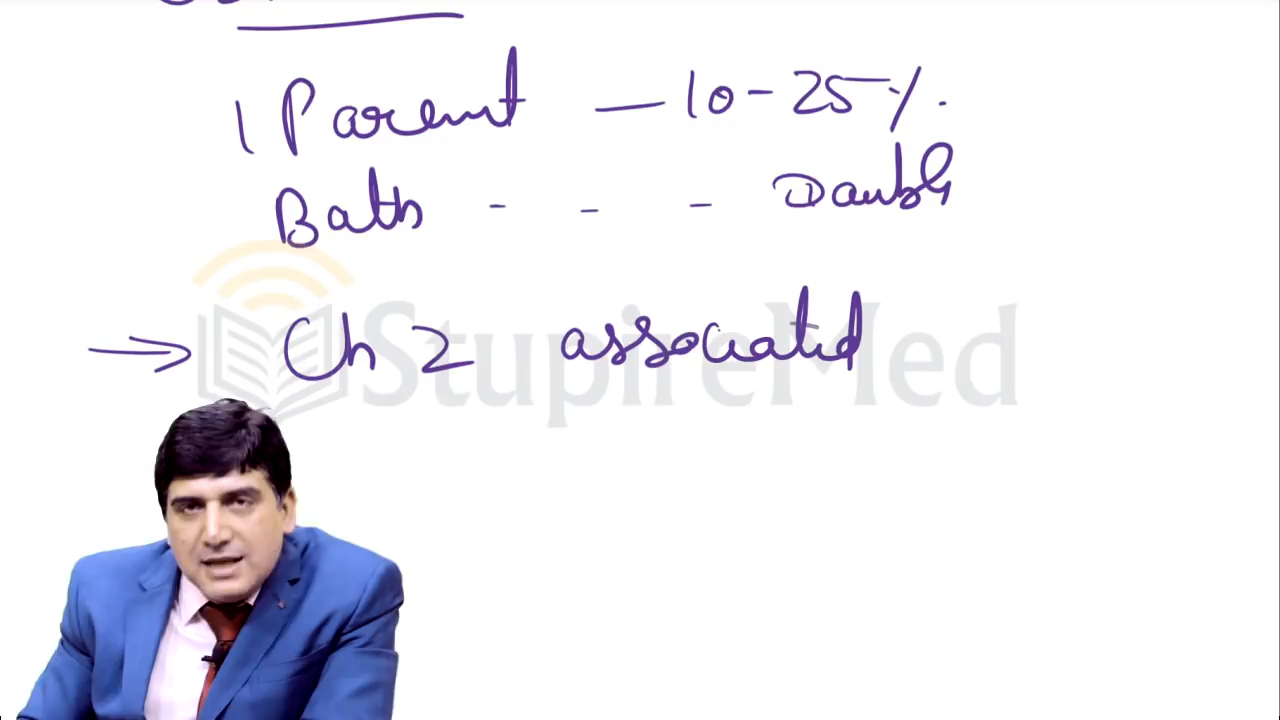 1 Parent — 10-25%.
Both - - - Double
→ Ch 2 associated
StupireMed